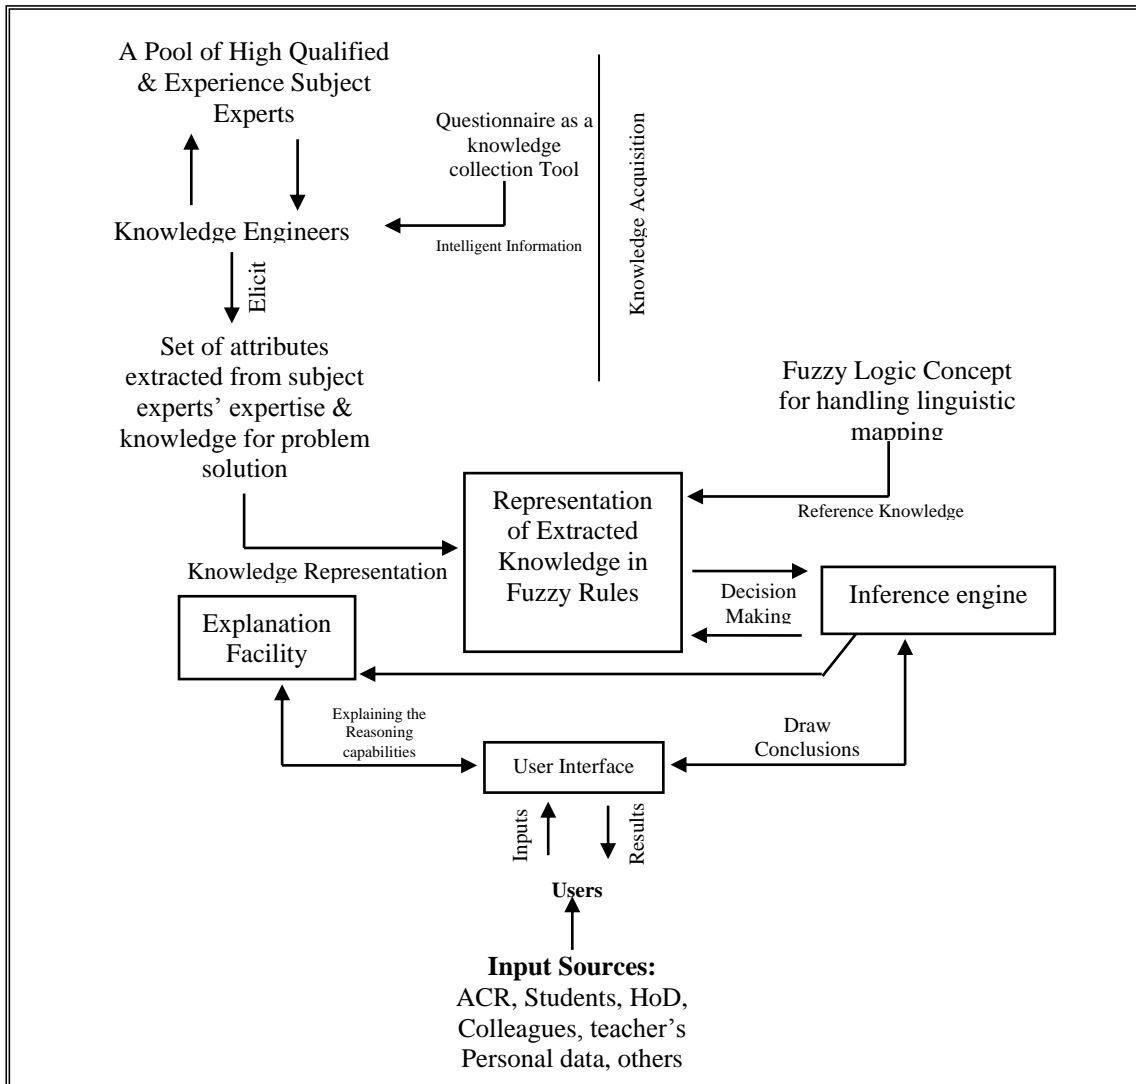 A Pool of High Qualified
& Experience Subject
Experts
Questionnaire as a
knowledge
collection Tool
Knowledge Acquisition
Knowledge Engineers
Intelligent Information
Elicit
Set of attributes
extracted from subject
experts’ expertise &
knowledge for problem
solution
Fuzzy Logic Concept
for handling linguistic
mapping
Representation
of Extracted
Knowledge in
Fuzzy Rules
Reference Knowledge
Knowledge Representation
Decision
Making
Inference engine
Explanation
Facility
Explaining the
Reasoning
capabilities
Draw
Conclusions
User Interface
Inputs
Results
Users
Input Sources:
ACR, Students, HoD,
Colleagues, teacher’s
Personal data, others